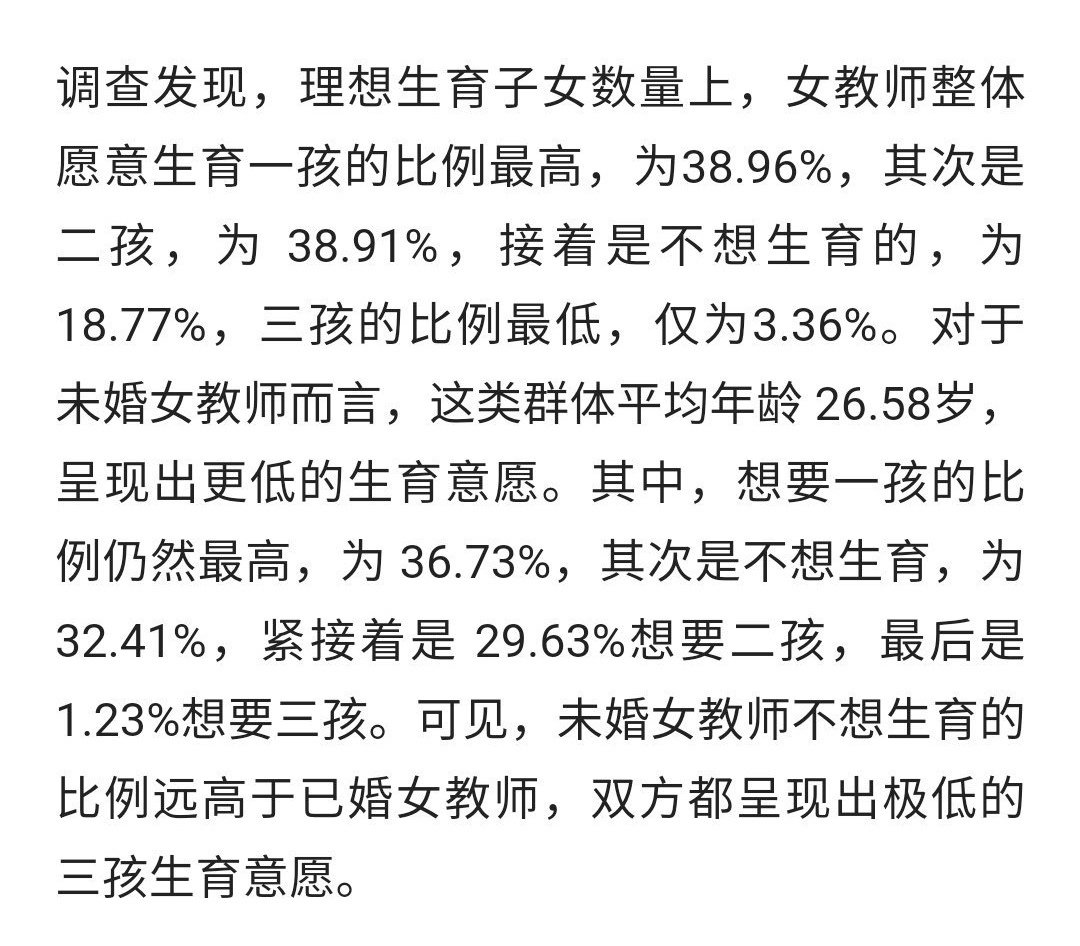 调查发现，理想生育子女数量上，女教师整体
愿意生育一孩的比例最高，为38.96%，其次是
二孩，为 38.91%，接着是不想生育的，为
18.77%，三孩的比例最低，仅为3.36%。对于
未婚女教师而言，这类群体平均年龄 26.58岁，
呈现出更低的生育意愿。其中，想要一孩的比
例仍然最高，为 36.73%，其次是不想生育，为
32.41%，紧接着是 29.63%想要二孩，最后是
1.23%想要三孩。可见，未婚女教师不想生育的
比例远高于已婚女教师，双方都呈现出极低的
三孩生育意愿。